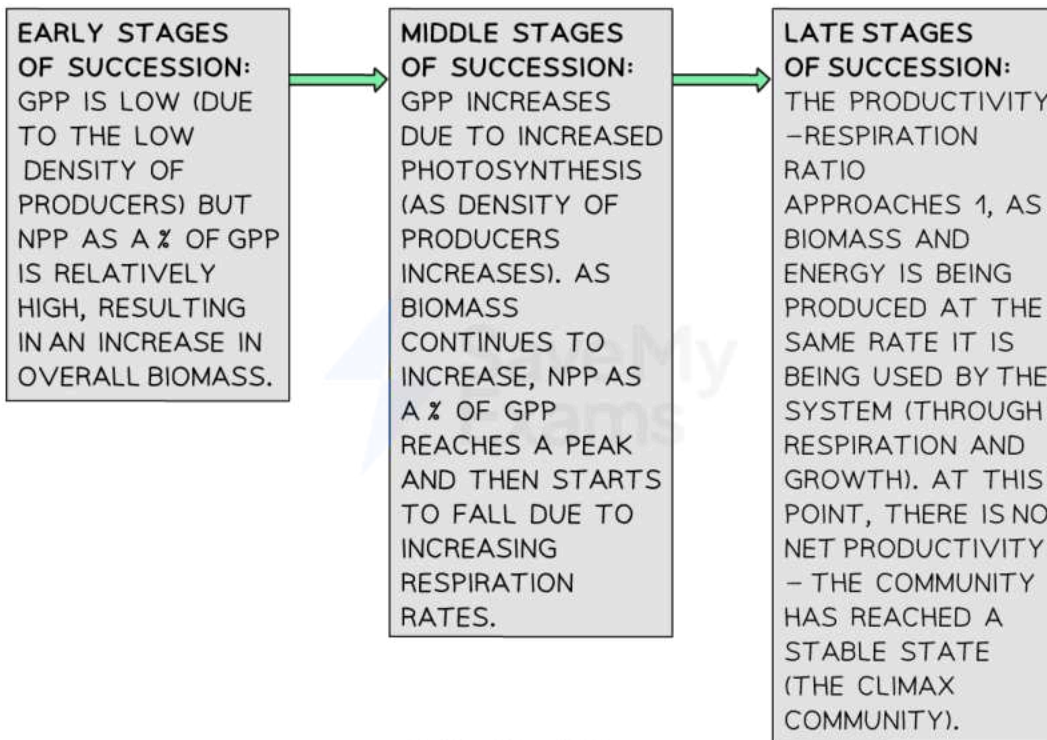 EARLY STAGES
OF SUCCESSION:
GPP IS LOW (DUE
TO THE LOW
DENSITY OF
PRODUCERS) BUT
NPP AS A % OF GPP
IS RELATIVELY
HIGH, RESULTING
IN AN INCREASE IN
OVERALL BIOMASS.
MIDDLE STAGES
OF SUCCESSION:
GPP INCREASES
DUE TO INCREASED
PHOTOSYNTHESIS
(AS DENSITY OF
PRODUCERS
INCREASES). AS
BIOMASS
CONTINUES TO
INCREASE, NPP AS
A % OF GPP
REACHES A PEAK
AND THEN STARTS
TO FALL DUE TO
INCREASING
RESPIRATION
RATES.
LATE STAGES
OF SUCCESSION:
THE PRODUCTIVITY
–RESPIRATION
RATIO
APPROACHES 1, AS
BIOMASS AND
ENERGY IS BEING
PRODUCED AT THE
SAME RATE IT IS
BEING USED BY THE
SYSTEM (THROUGH
RESPIRATION AND
GROWTH). AT THIS
POINT, THERE IS NO
NET PRODUCTIVITY
– THE COMMUNITY
HAS REACHED A
STABLE STATE
(THE CLIMAX
COMMUNITY).
SaveMy
Exams